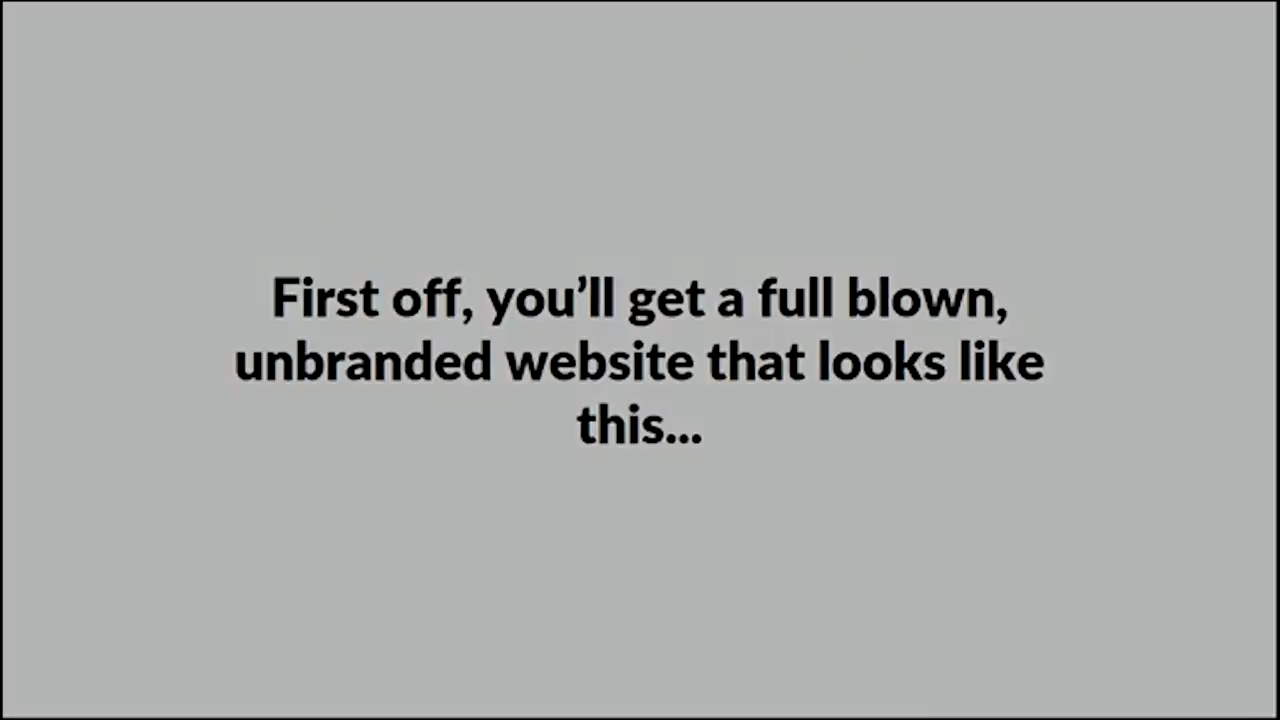 First off, you’ll get a full blown,
unbranded website that looks like
this...